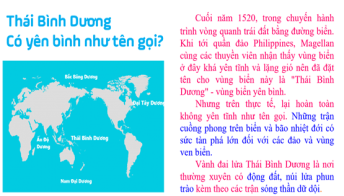 Thái Bình Dương
Có yên bình như tên gọi?
Bắc Băng Dương
Đại Tây Dương
Ấn Độ
Dương
Thái Bình Dương
Nam Đại Dương
Cuối năm 1520, trong chuyến hành
trình vòng quanh trái đất bằng đường biển.
Khi tới quần đảo Philippines, Magellan
cùng các thuyền viên nhận thấy vùng biển
ở đây khá yên tĩnh và lặng gió nên đã đặt
tên cho vùng biển này là "Thái Bình
Dương" - vùng biển yên bình.
Nhưng trên thực tế, lại hoàn toàn
không yên tĩnh như tên gọi. Những trận
cuồng phong trên biển và bão nhiệt đới có
sức tàn phá lớn đối với các đảo và vùng
ven biển.
Vành đai lửa Thái Bình Dương là nơi
thường xuyên có động đất, núi lửa phun
trào kèm theo các trận sóng thần dữ dội.